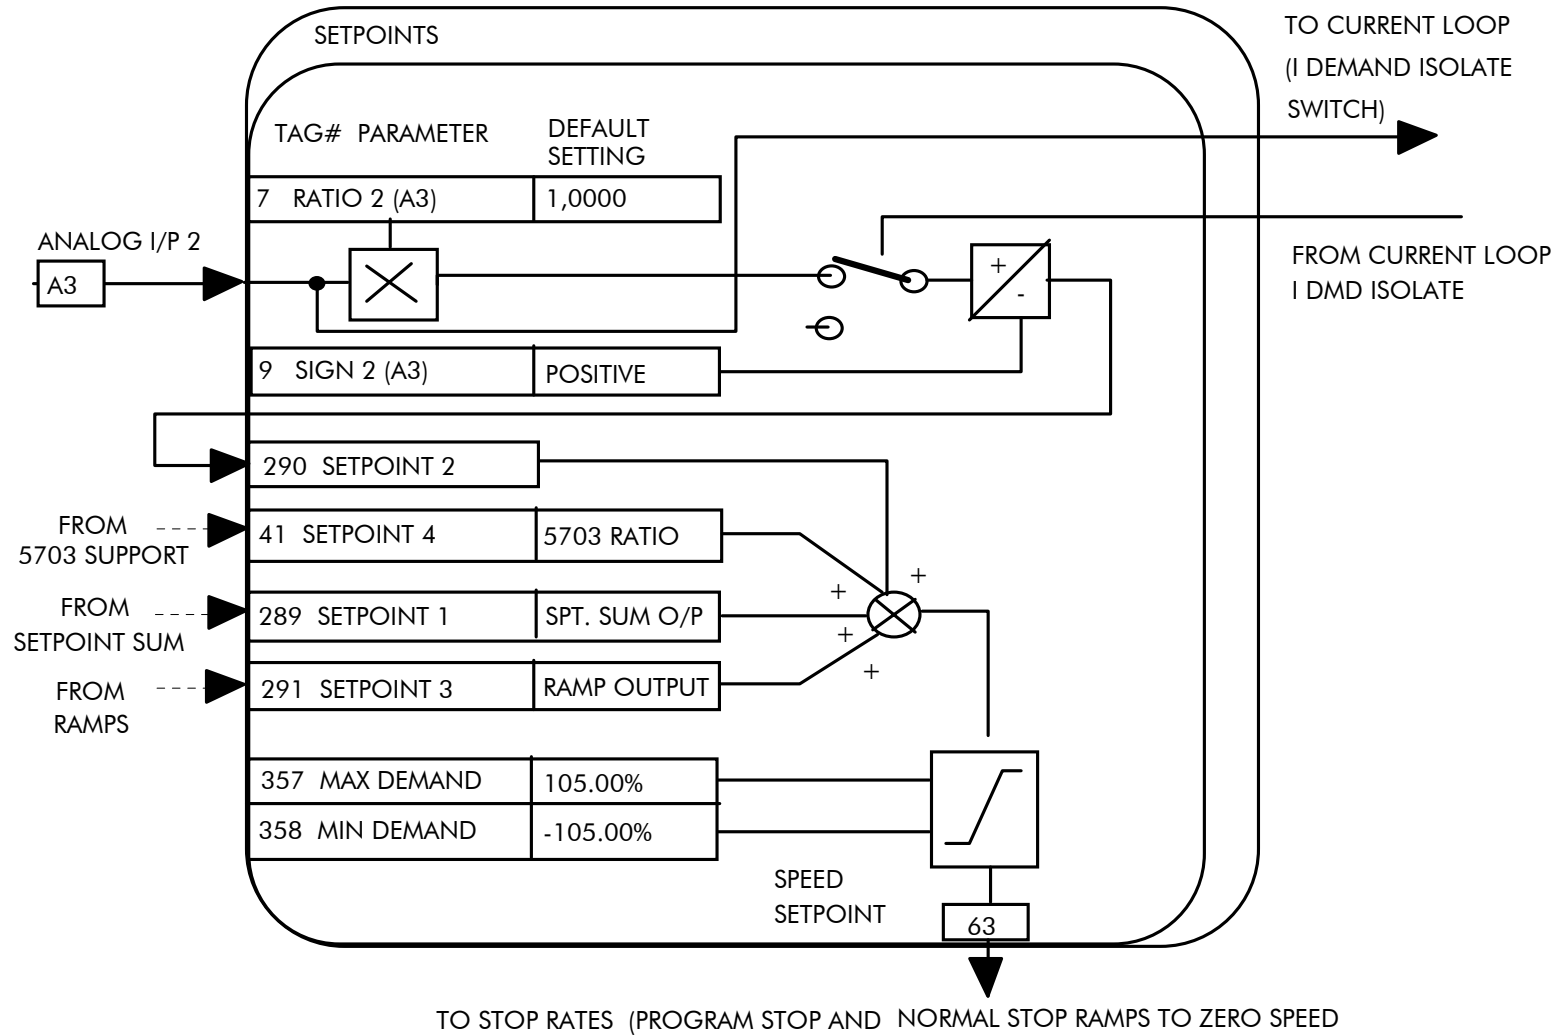 SETPOINTS
TO CURRENT LOOP
(I DEMAND ISOLATE
SWITCH)
TAG# PARAMETER
DEFAULT
SETTING
7 RATIO 2 (A3) 1,0000
ANALOG I/P 2
A3
+
-
FROM CURRENT LOOP
I DMD ISOLATE
9 SIGN 2 (A3) POSITIVE
290 SETPOINT 2
FROM
5703 SUPPORT
41 SETPOINT 4 5703 RATIO
+
+
FROM
SETPOINT SUM
289 SETPOINT 1 SPT. SUM O/P
+
+
FROM
RAMPS
291 SETPOINT 3 RAMP OUTPUT
357 MAX DEMAND 105.00%
358 MIN DEMAND -105.00%
SPEED
SETPOINT
63
TO STOP RATES (PROGRAM STOP AND NORMAL STOP RAMPS TO ZERO SPEED